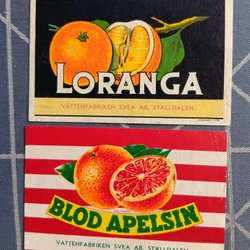 LORANGA
VATTENFABRIKEN SVEA AB, STÄLLDALEN.
BLOD APELSIN
VATTENFABRIKEN SVEA AB, STÄLLDALEN